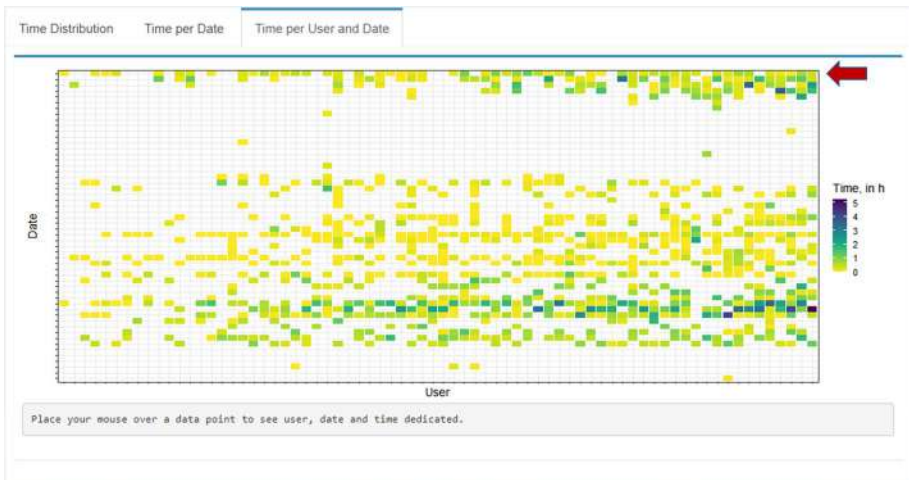 Time Distribution
Time per Date
Time per User and Date
Time, in h
5
4
3
2
1
0
Date
User
Place your mouse over a data point to see user, date and time dedicated.